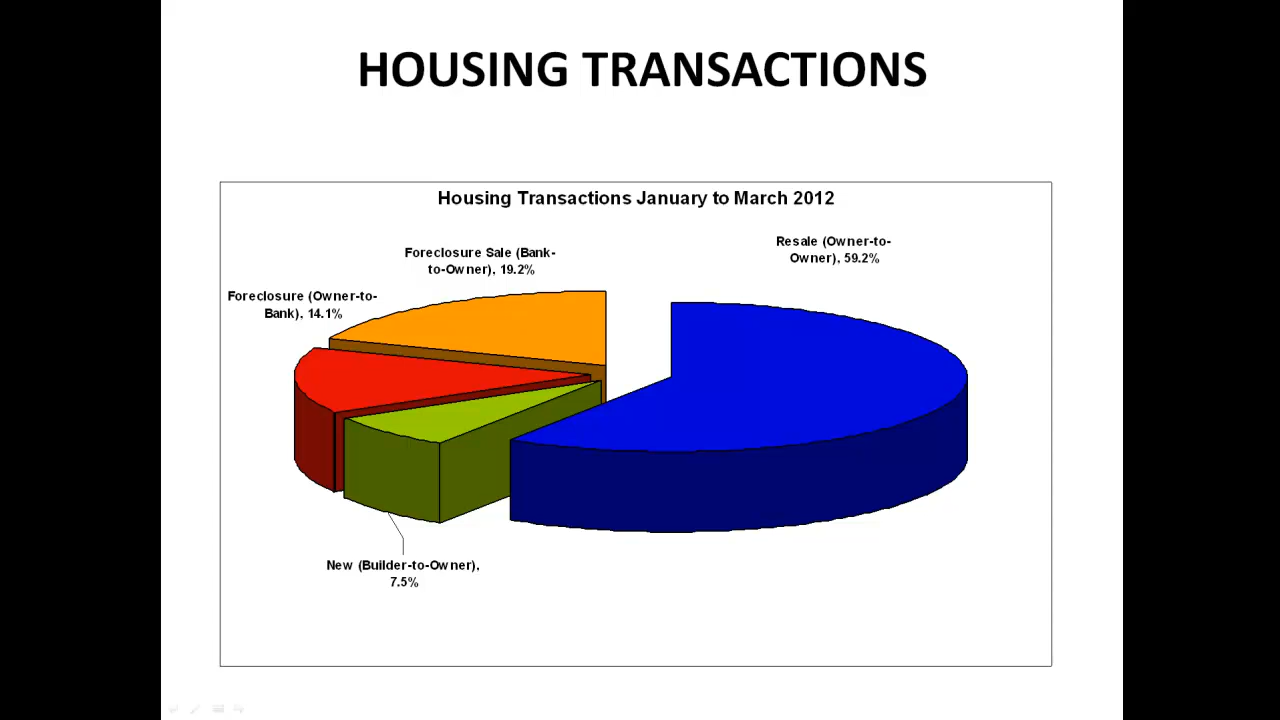 HOUSING TRANSACTIONS
Housing Transactions January to March 2012
Resale (Owner-to-
Owner), 59.2%
Foreclosure Sale (Bank-
to-Owner), 19.2%
Foreclosure (Owner-to-
Bank), 14.1%
New (Builder-to-Owner),
7.5%